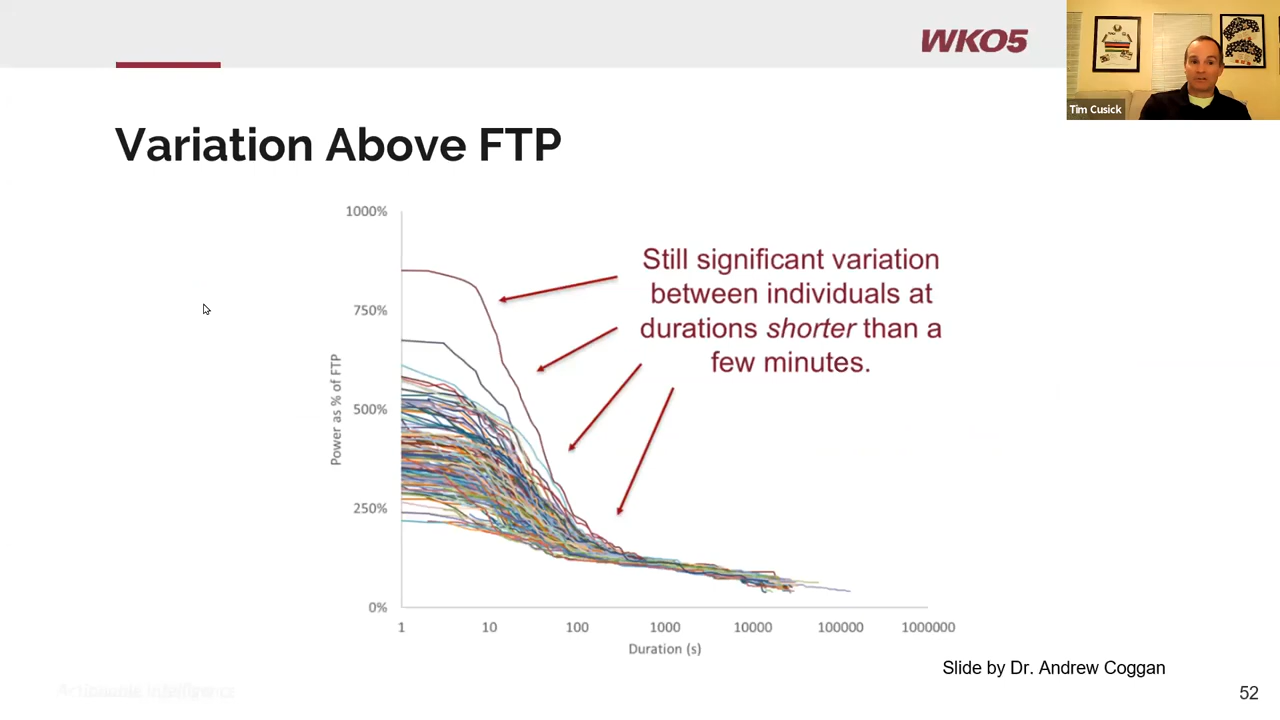 WKO5
Tim Cusick
Variation Above FTP
1000%
750%
500%
250%
0%
Power as % of FTP
Still significant variation
between individuals at
durations shorter than a
few minutes.
1 10 100 1000 10000 100000 1000000
Duration (s)
Slide by Dr. Andrew Coggan
Actionable Intelligence
52